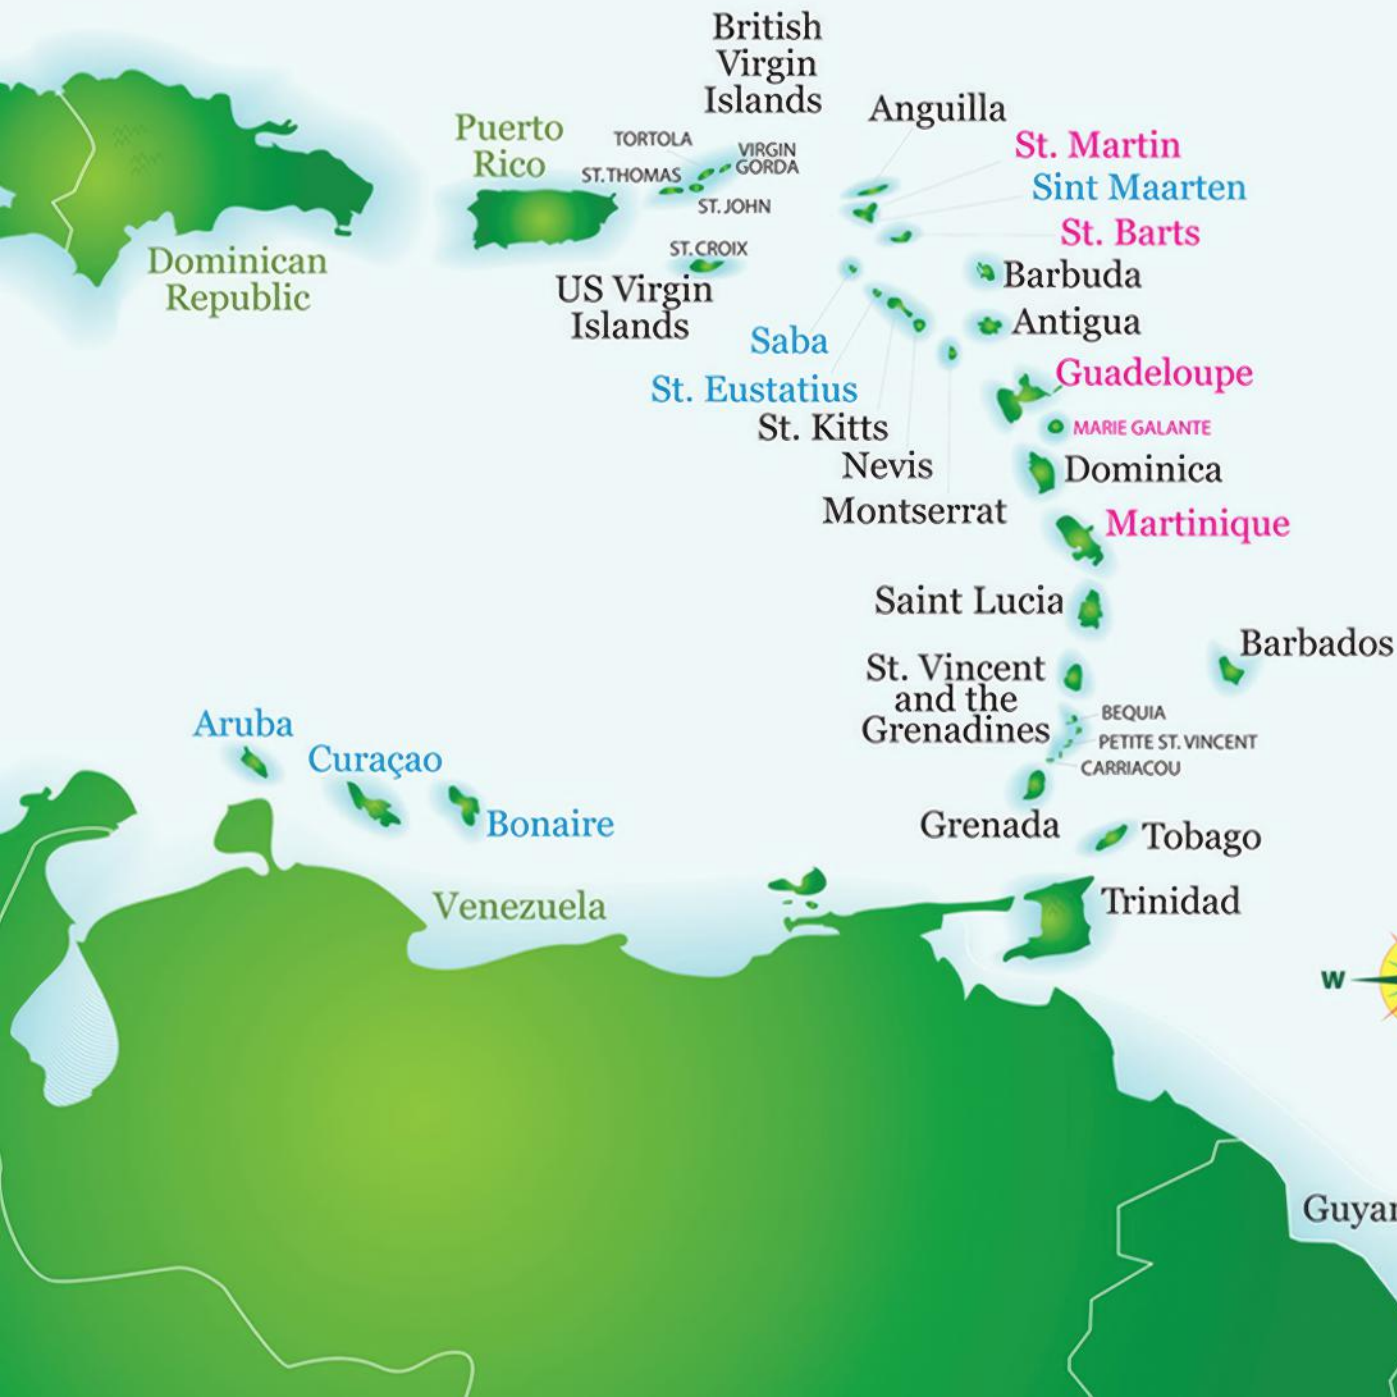 British
Virgin
Islands
Anguilla
Puerto
Rico
TORTOLA
VIRGIN
GORDA
ST. THOMAS
ST. JOHN
St. Martin
Sint Maarten
St. Barts
ST. CROIX
US Virgin
Islands
Dominican
Republic
Barbuda
Antigua
Saba
St. Eustatius
St. Kitts
Nevis
Montserrat
Guadeloupe
MARIE GALANTE
Dominica
Martinique
Saint Lucia
Barbados
St. Vincent
and the
Grenadines
BEQUIA
PETITE ST. VINCENT
CARRIACOU
Aruba
Curaçao
Bonaire
Grenada
Tobago
Venezuela
Trinidad
W